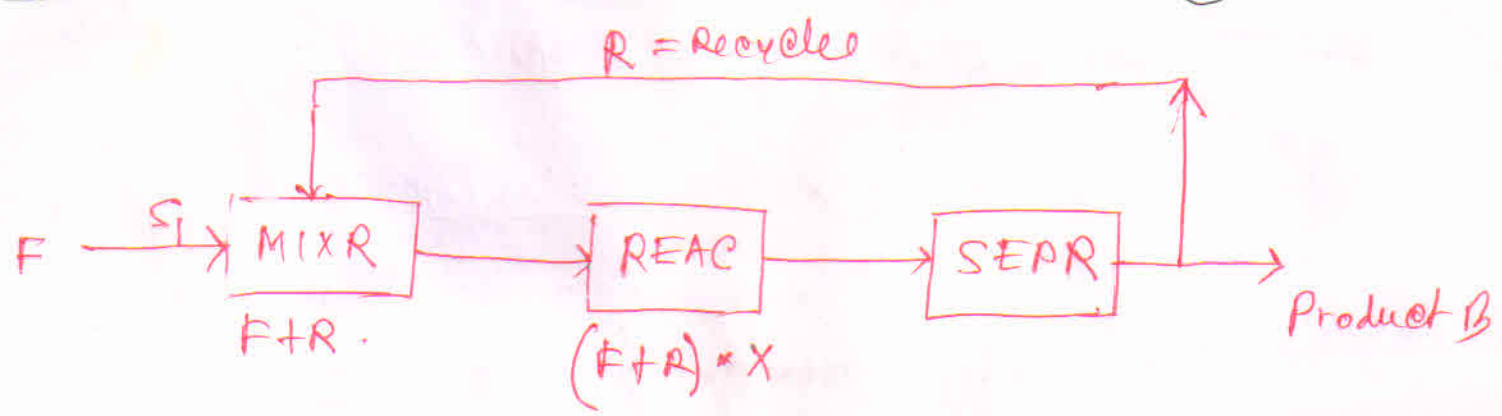 R = Recycle
F S1 MIXR REAC SEPR
Product B
F+R.
(F+R) * X